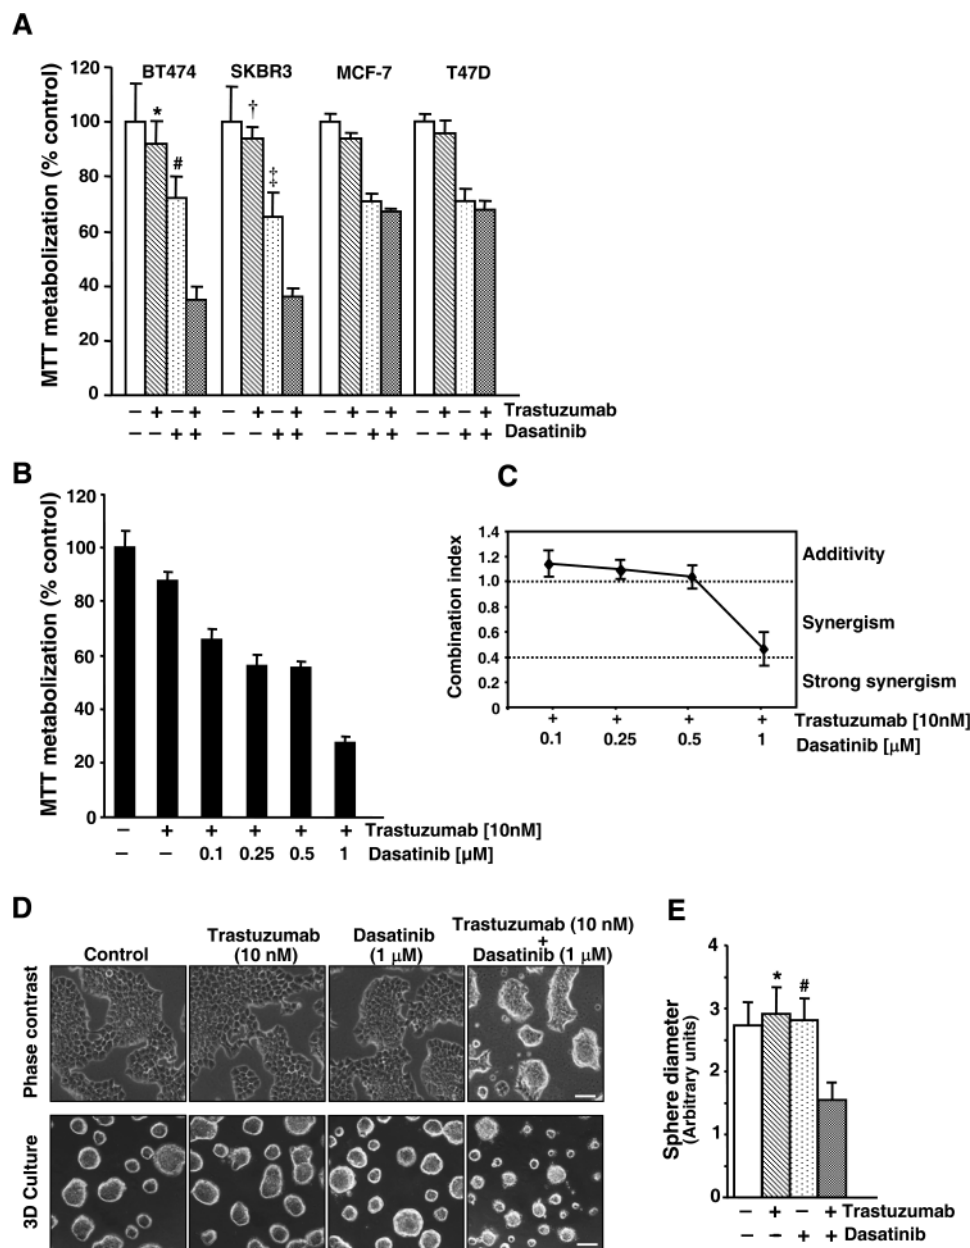 A
120
100
80
60
40
20
0
MTT metabolization (% control)
BT474 SKBR3 MCF-7 T47D
* # † ‡
– + – + – + – + – + – + – + – + Trastuzumab
– – + + – – + + – – + + – – + + Dasatinib
B
120
100
80
60
40
20
0
MTT metabolization (% control)
– + + + + + Trastuzumab [10nM]
– – 0.1 0.25 0.5 1 Dasatinib [µM]
C
1.4
1.2
1.0
0.8
0.6
0.4
0.2
0
Combination index
Additivity
Synergism
Strong synergism
+ + + + Trastuzumab [10nM]
0.1 0.25 0.5 1 Dasatinib [µM]
D
Control
Trastuzumab
(10 nM)
Dasatinib
(1 µM)
Trastuzumab (10 nM)
+
Dasatinib (1 µM)
Phase contrast
3D Culture
E
4
3
2
1
0
Sphere diameter
(Arbitrary units)
* #
– + – + Trastuzumab
– – + + Dasatinib